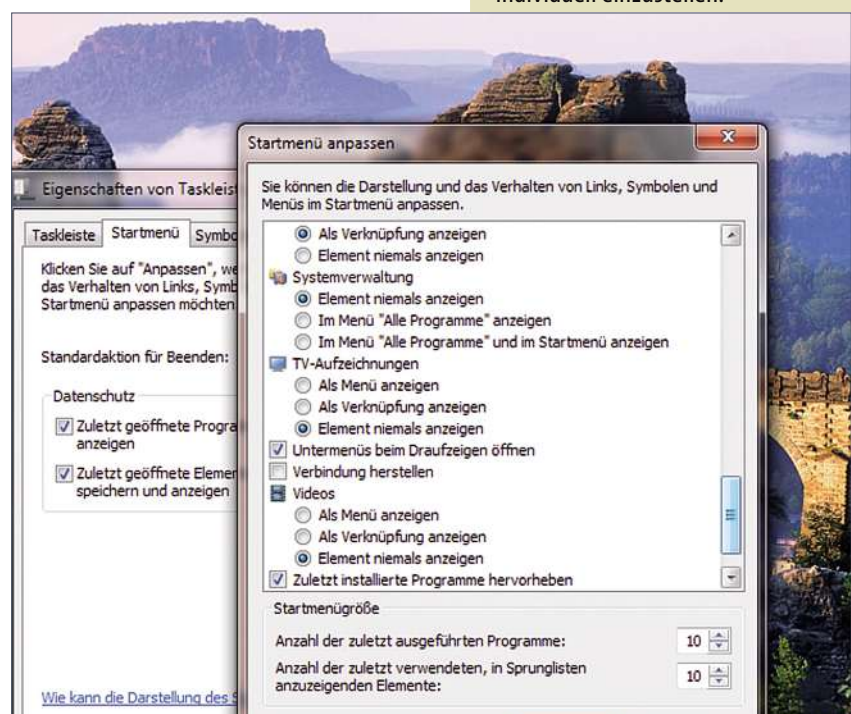 individuell einzustellen.
Startmenü anpassen
Eigenschaften von Taskleist
Sie können die Darstellung und das Verhalten von Links, Symbolen und
Menüs im Startmenü anpassen.
Taskleiste Startmenü Symbo
Klicken Sie auf "Anpassen", we
das Verhalten von Links, Symb
Startmenü anpassen möchten
Standardaktion für Beenden:
Datenschutz
Zuletzt geöffnete Progra
anzeigen
Zuletzt geöffnete Elemen
speichern und anzeigen
Wie kann die Darstellung des S
Als Verknüpfung anzeigen
Element niemals anzeigen
Systemverwaltung
Element niemals anzeigen
Im Menü "Alle Programme" anzeigen
Im Menü "Alle Programme" und im Startmenü anzeigen
TV-Aufzeichnungen
Als Menü anzeigen
Als Verknüpfung anzeigen
Element niemals anzeigen
Untermenüs beim Draufzeigen öffnen
Verbindung herstellen
Videos
Als Menü anzeigen
Als Verknüpfung anzeigen
Element niemals anzeigen
Zuletzt installierte Programme hervorheben
Startmenügröße
Anzahl der zuletzt ausgeführten Programme: 10
Anzahl der zuletzt verwendeten, in Sprunglisten
anzuzeigenden Elemente: 10